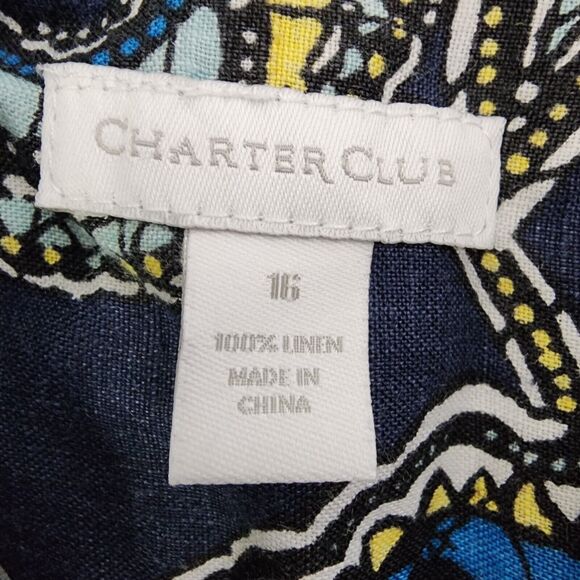 CHARTER CLUB
16
100% LINEN
MADE IN
CHINA